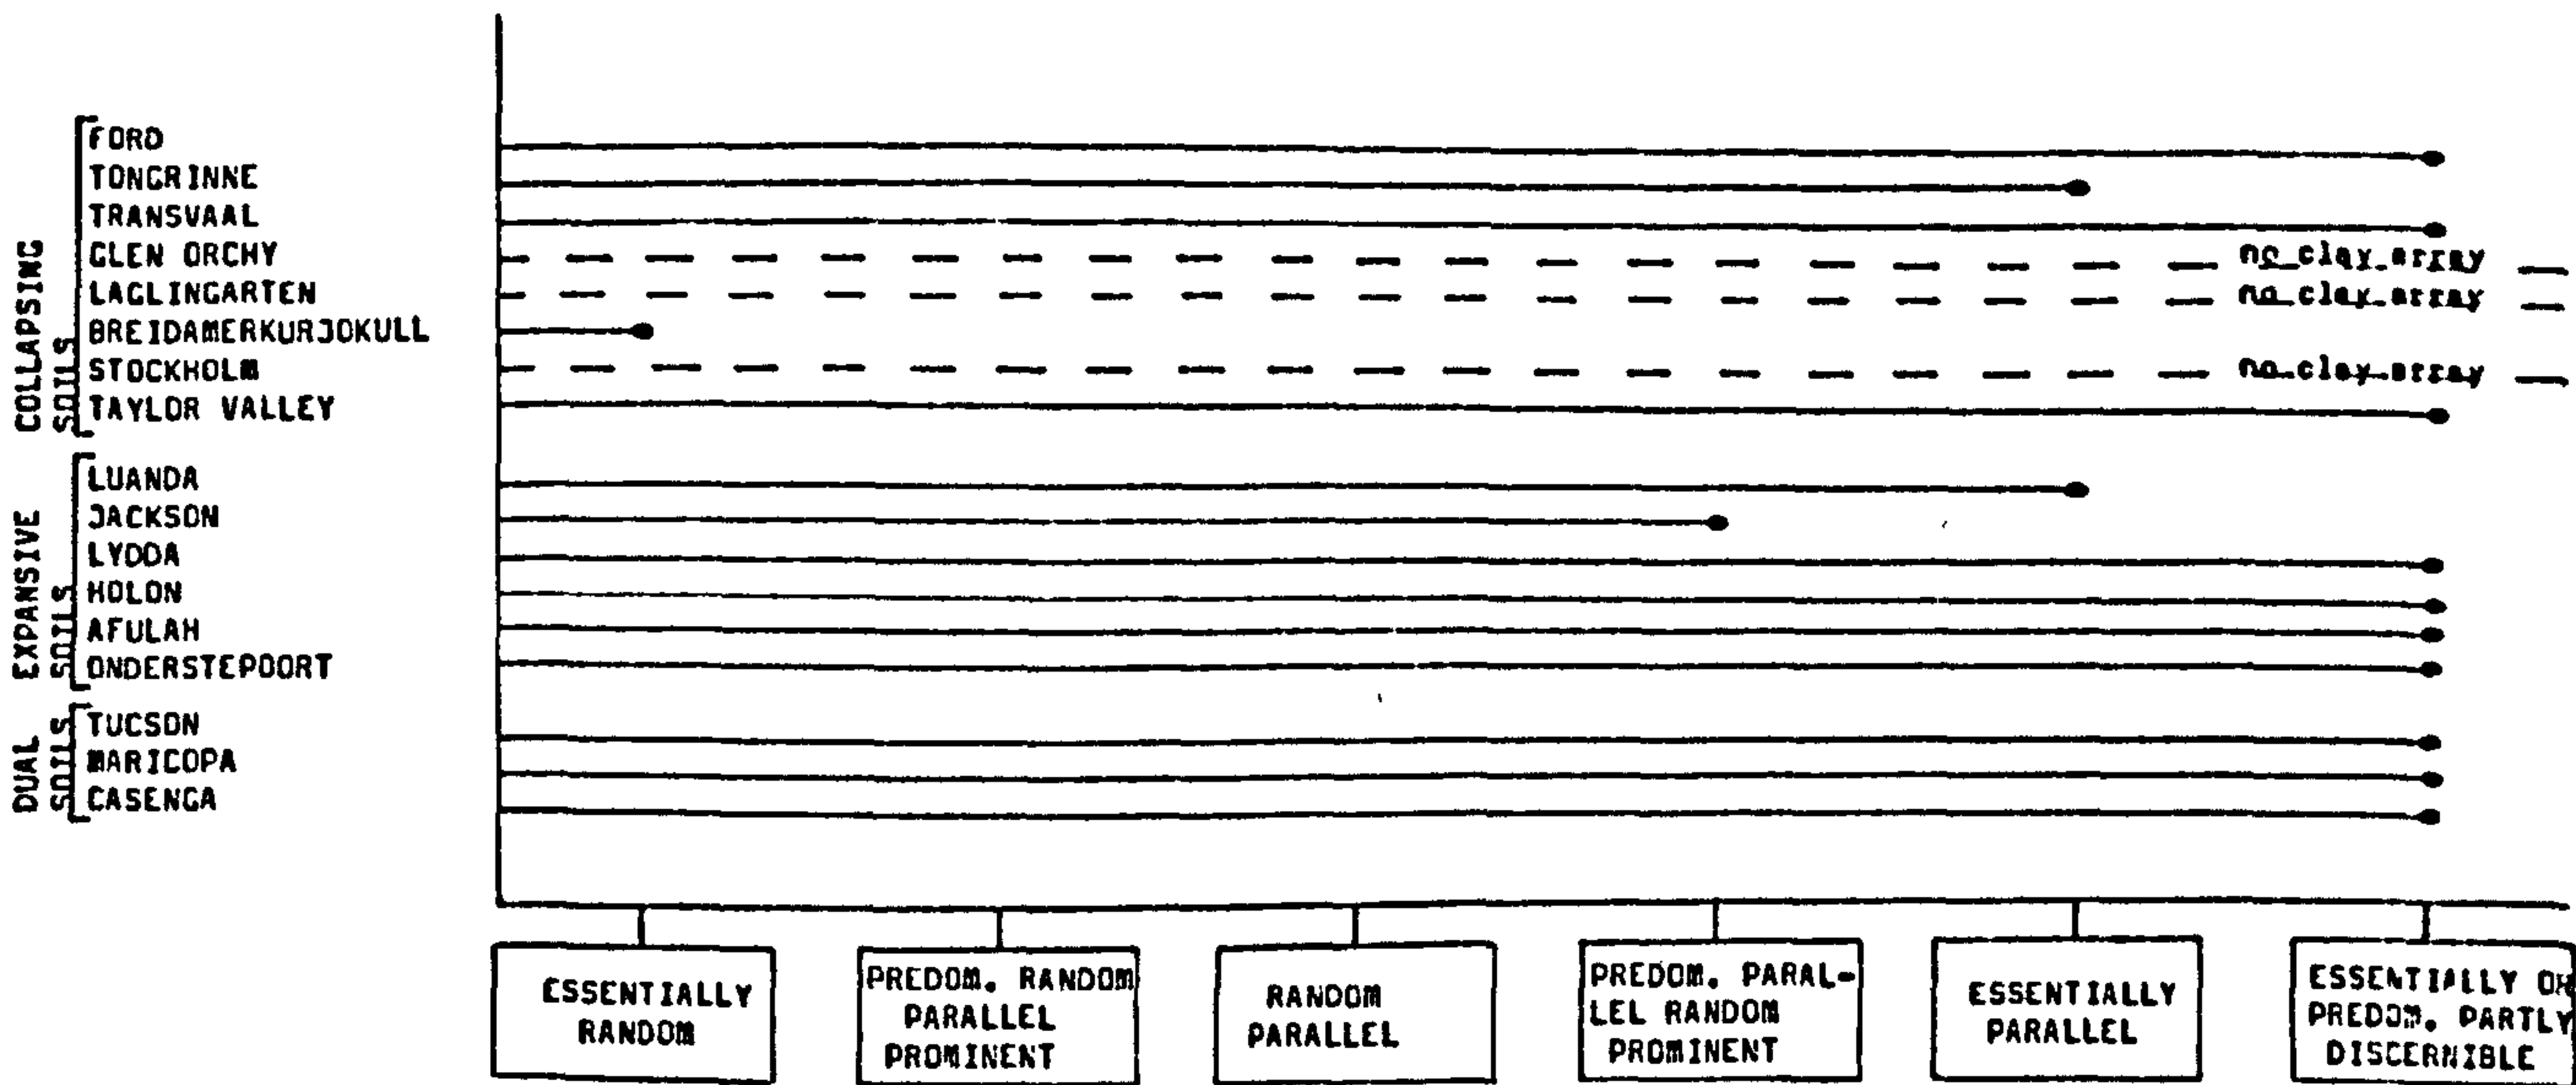 COLLAPSING
SOILS
FORD
TONGRINNE
TRANSVAAL
GLEN ORCHY
no clay array
LAGLINGARTEN
no clay array
BREIDAMERKURJOKULL
STOCKHOLM
no clay array
TAYLOR VALLEY
EXPANSIVE
SOILS
LUANDA
JACKSON
LYDDA
HOLON
AFULAH
ONDERSTEPOORT
DUAL
SOILS
TUCSON
MARICOPA
CASENGA
ESSENTIALLY
RANDOM
PREDOM. RANDOM
PARALLEL
PROMINENT
RANDOM
PARALLEL
PREDOM. PARAL-
LEL RANDOM
PROMINENT
ESSENTIALLY
PARALLEL
ESSENTIALLY OR
PREDOM. PARTLY
DISCERNIBLE